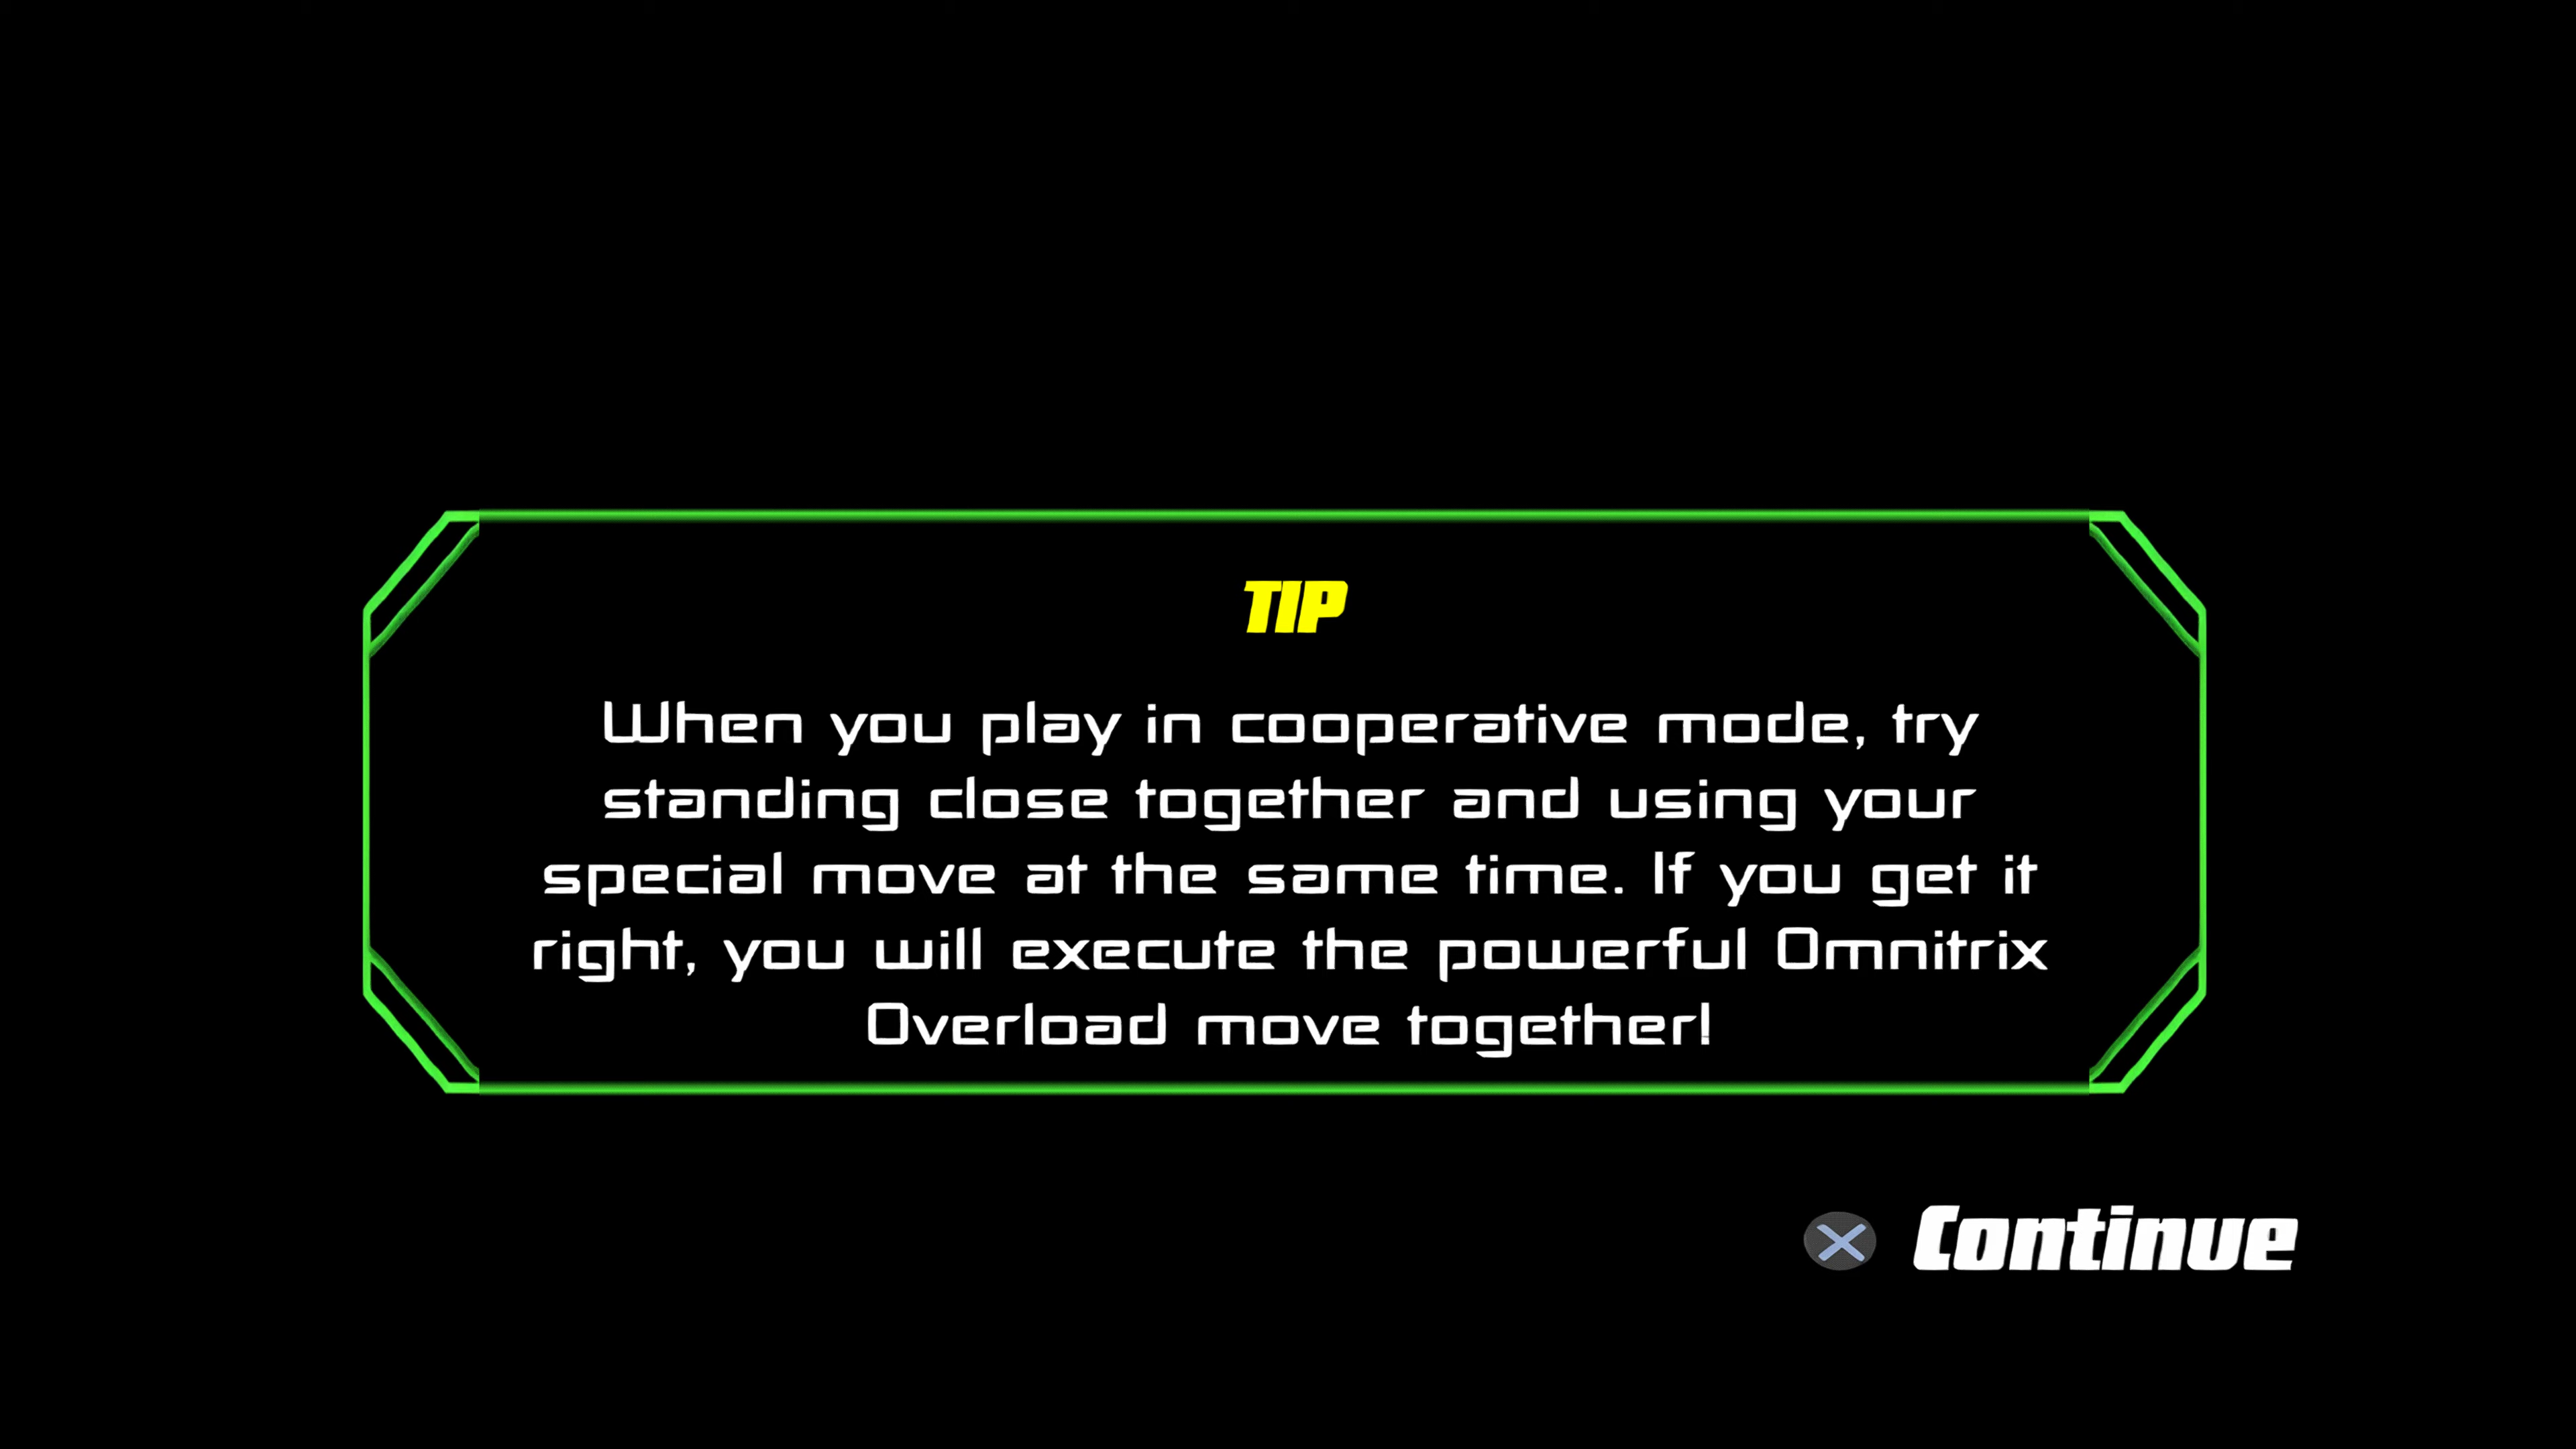 TIP
When you play in cooperative mode, try
standing close together and using your
special move at the same time. If you get it
right, you will execute the powerful Omnitrix
Overload move together!
Continue